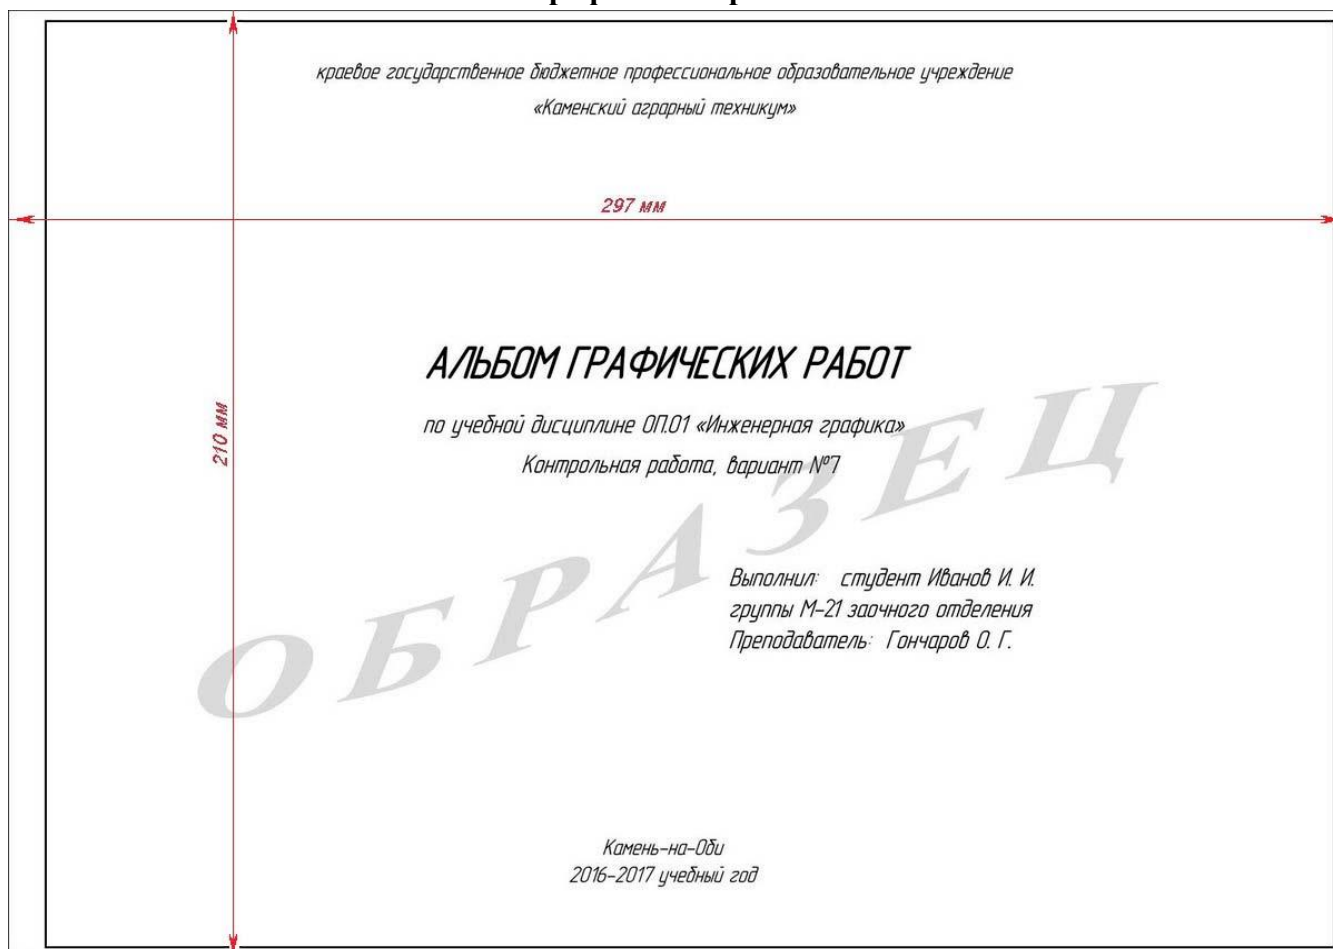 краевое государственное бюджетное профессиональное образовательное учреждение
«Каменский аграрный техникум»
297 мм
АЛЬБОМ ГРАФИЧЕСКИХ РАБОТ
210 мм
по учебной дисциплине ОП.01 «Инженерная графика»
Контрольная работа, вариант №7
ОБРАЗЕЦ
Выполнил: студент Иванов И. И.
группы М-21 заочного отделения
Преподаватель: Гончаров О. Г.
Камень-на-Оби
2016-2017 учебный год